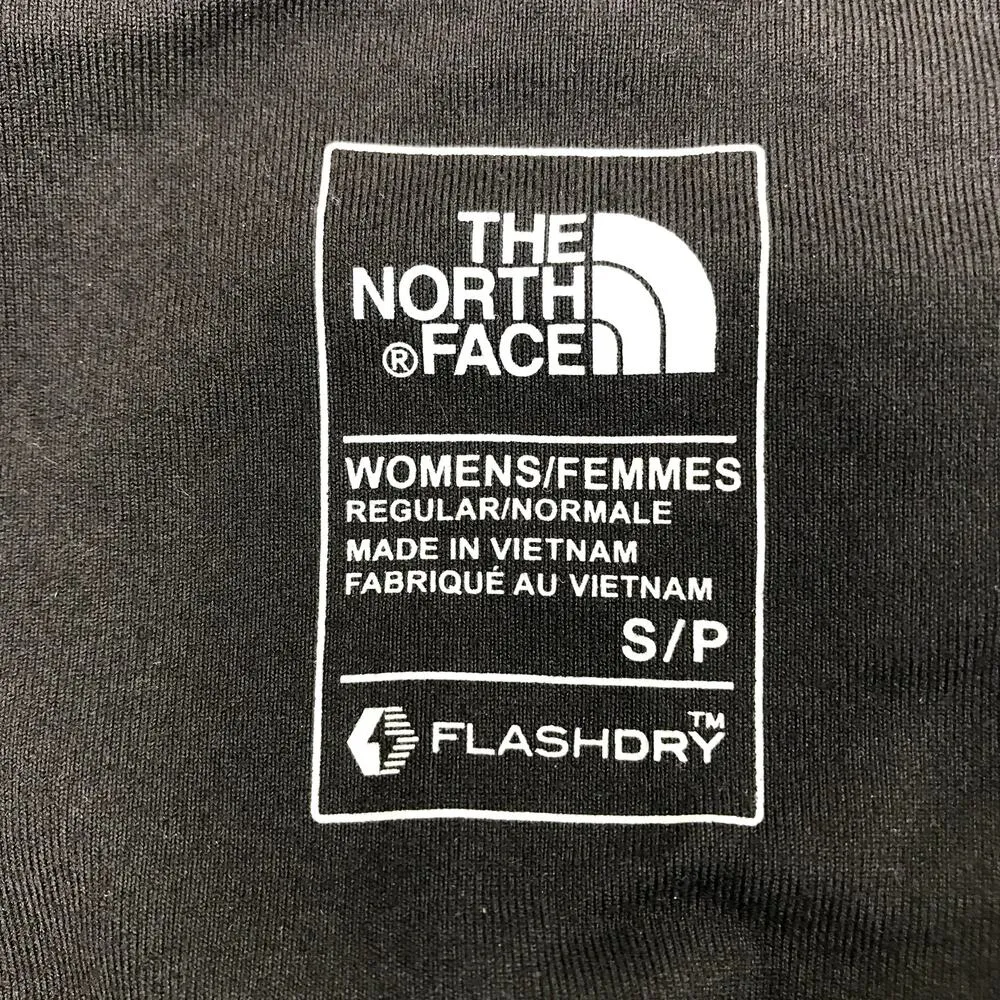 THE
NORTH
®FACE
WOMENS/FEMMES
REGULAR/NORMALE
MADE IN VIETNAM
FABRIQUÉ AU VIETNAM
S/P
FLASHDRY™